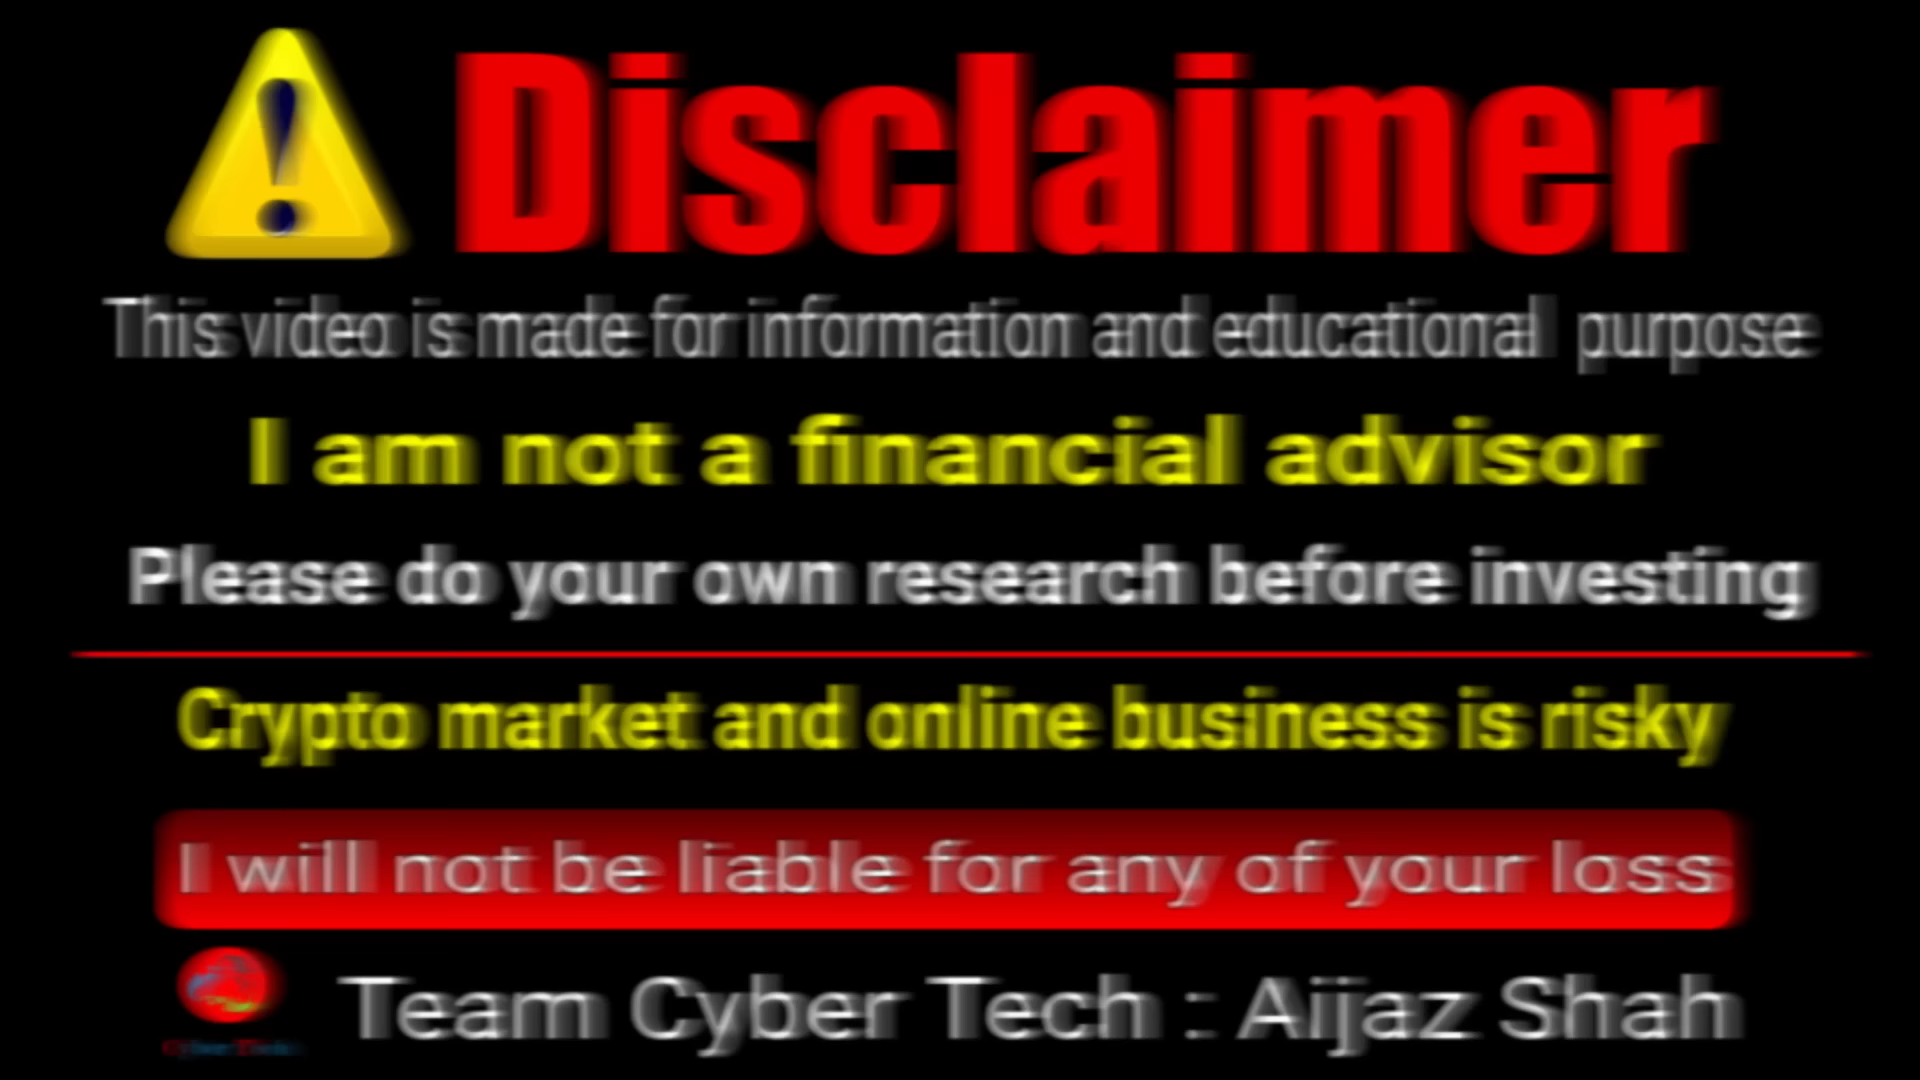 Disclaimer
This video is made for information and educational purpose
I am not a financial advisor
Please do your own research before investing
Crypto market and online business is risky
I will not be liable for any of your loss
Team Cyber Tech : Aijaz Shah
Cyber Tech